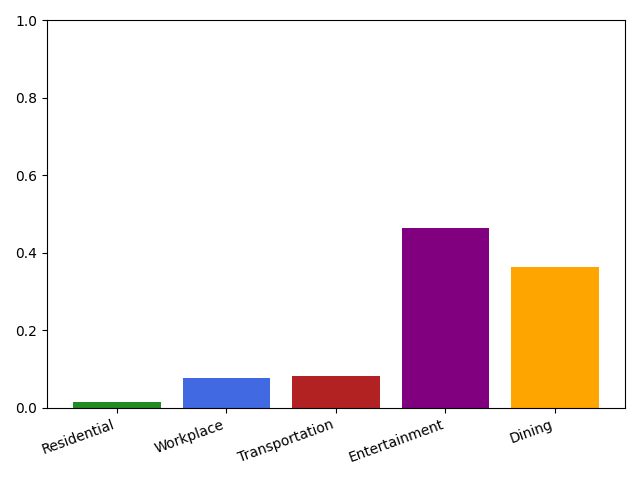 1.0
0.8
0.6
0.4
0.2
0.0
Residential
Workplace
Transportation
Entertainment
Dining